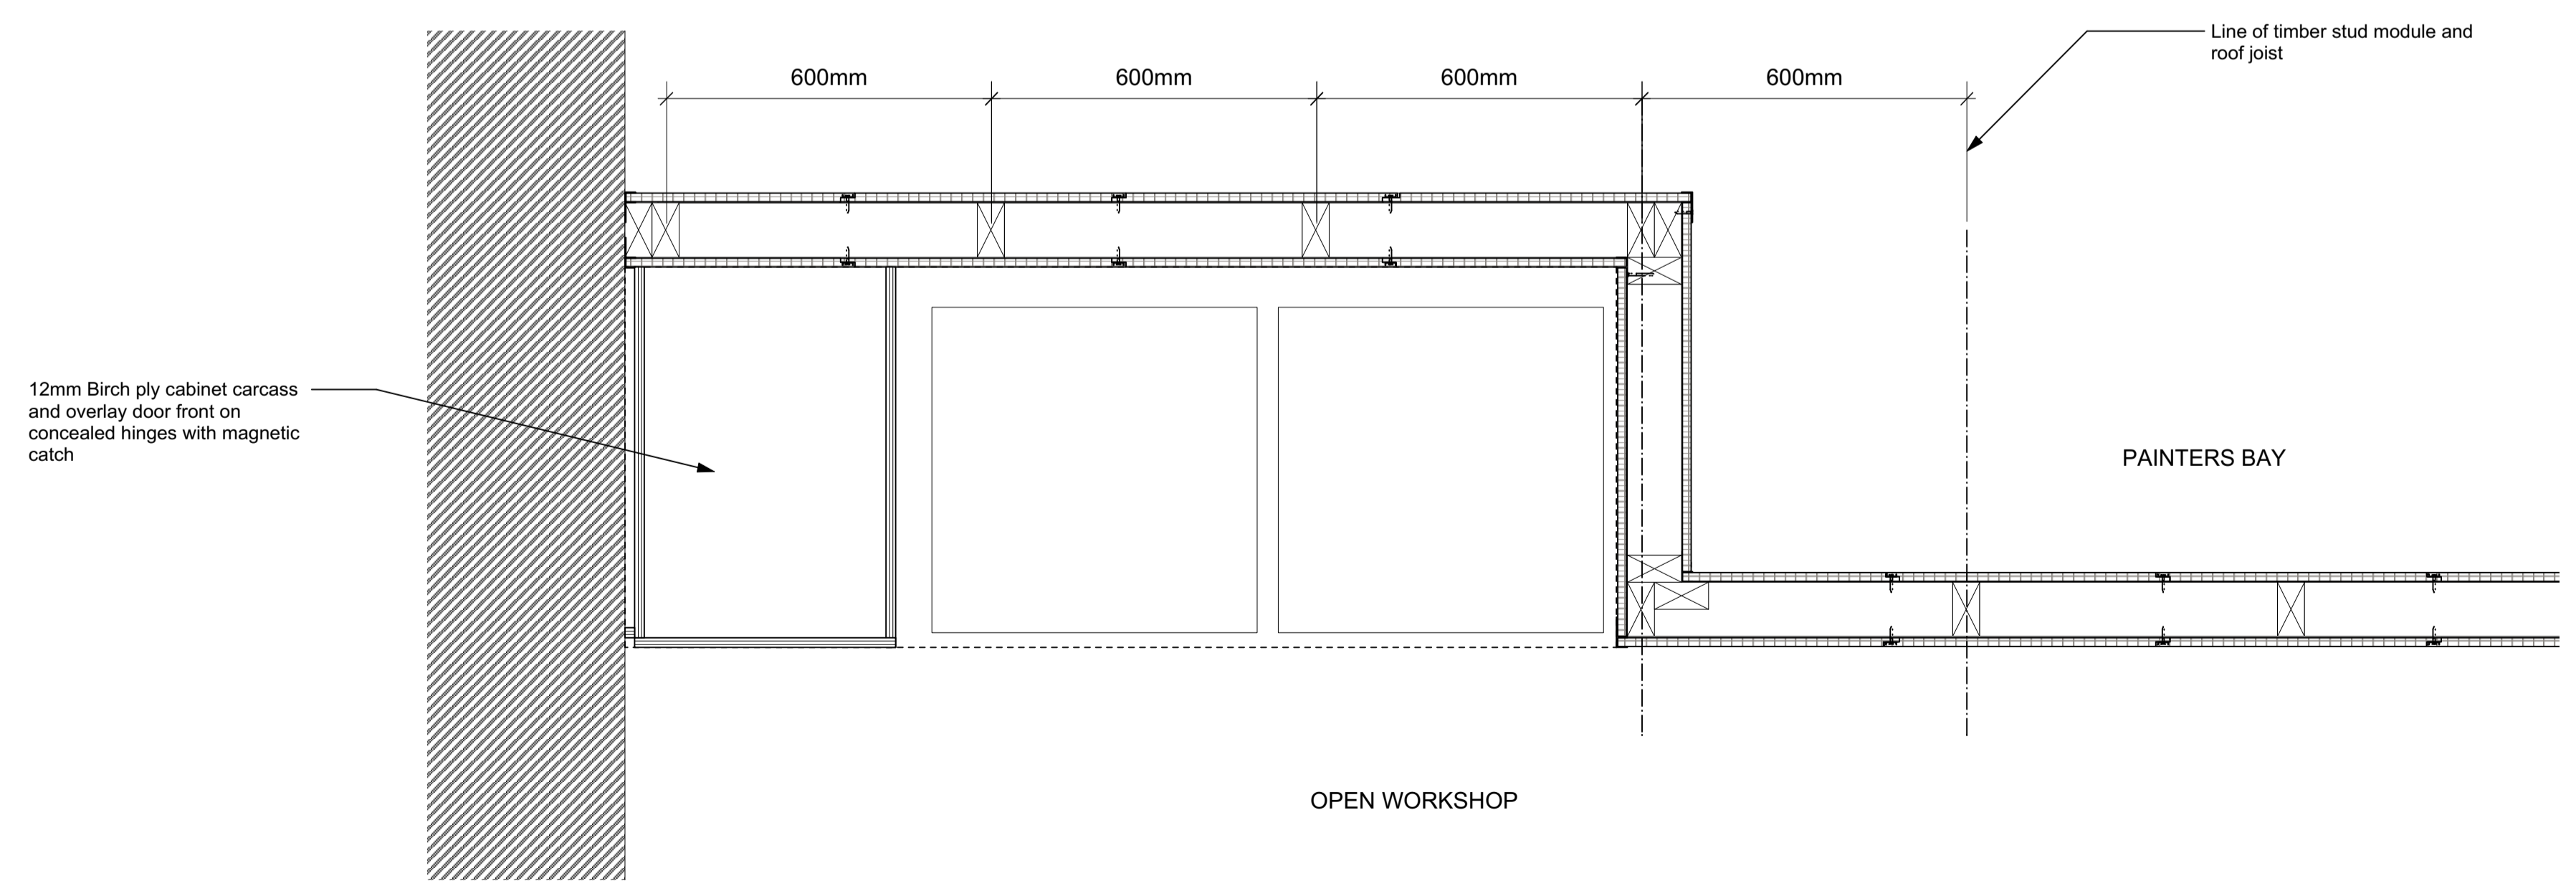 Line of timber stud module and
roof joist
600mm
600mm
600mm
600mm
12mm Birch ply cabinet carcass
and overlay door front on
concealed hinges with magnetic
catch
PAINTERS BAY
OPEN WORKSHOP